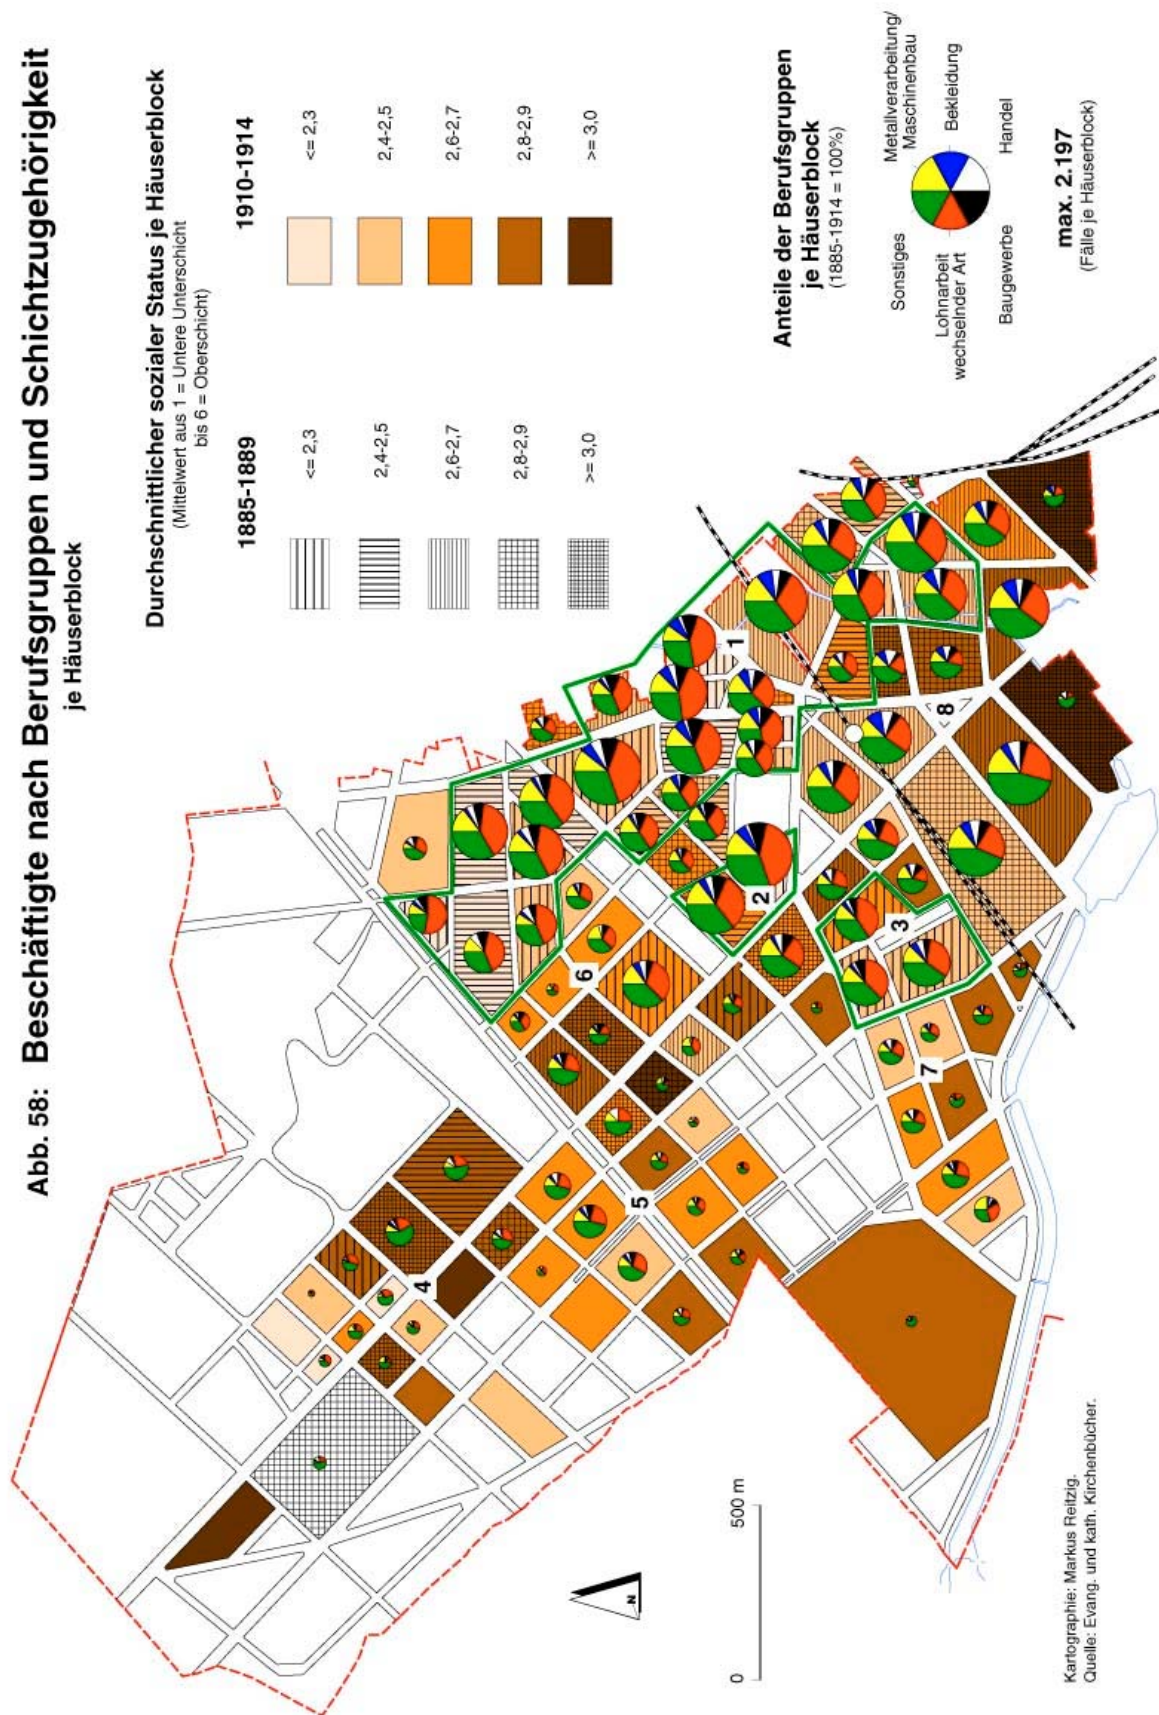 Abb. 58: Beschäftigte nach Berufsgruppen und Schichtzugehörigkeit
je Häuserblock
Durchschnittlicher sozialer Status je Häuserblock
(Mittelwert aus 1 = Untere Unterschicht
bis 6 = Oberschicht)
1885-1889
1910-1914
<= 2,3
<= 2,3
2,4-2,5
2,4-2,5
2,6-2,7
2,6-2,7
2,8-2,9
2,8-2,9
>= 3,0
>= 3,0
Anteile der Berufsgruppen
je Häuserblock
(1885-1914 = 100%)
Sonstiges
Metallverarbeitung/
Maschinenbau
Lohnarbeit
wechselnder Art
Bekleidung
Baugewerbe
Handel
max. 2.197
(Fälle je Häuserblock)
4
5
6
2
1
7
3
8
N
0
500 m
Kartographie: Markus Reitzig.
Quelle: Evang. und kath. Kirchenbücher.